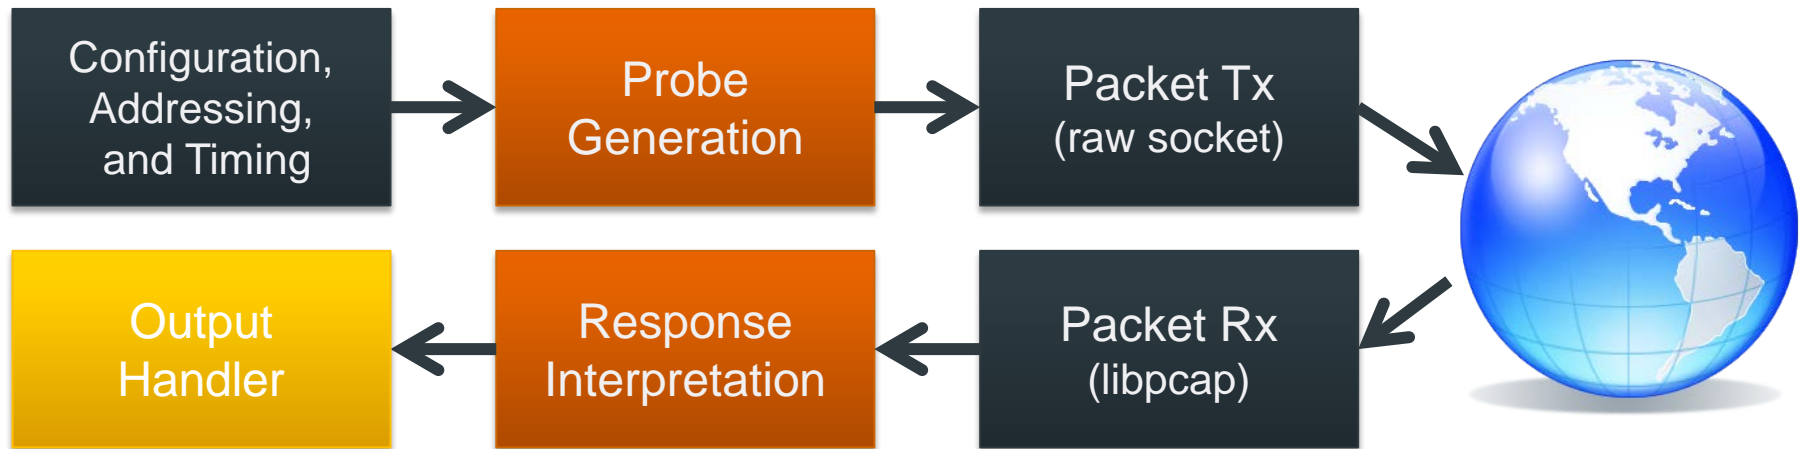 Configuration,
Addressing,
and Timing
Probe
Generation
Packet Tx
(raw socket)
Output
Handler
Response
Interpretation
Packet Rx
(libpcap)